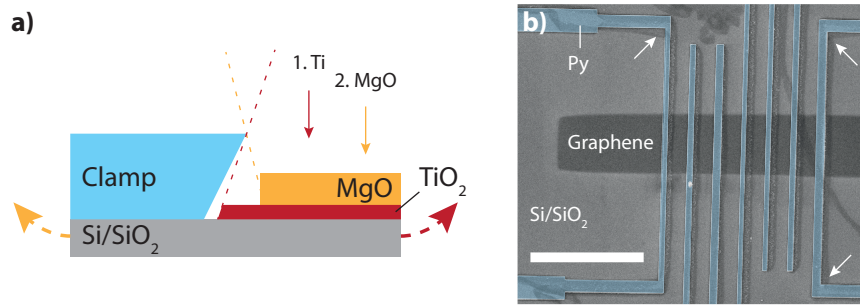 a)
1. Ti
2. MgO
Clamp
MgO
TiO₂
Si/SiO₂
b)
Py
Graphene
Si/SiO₂